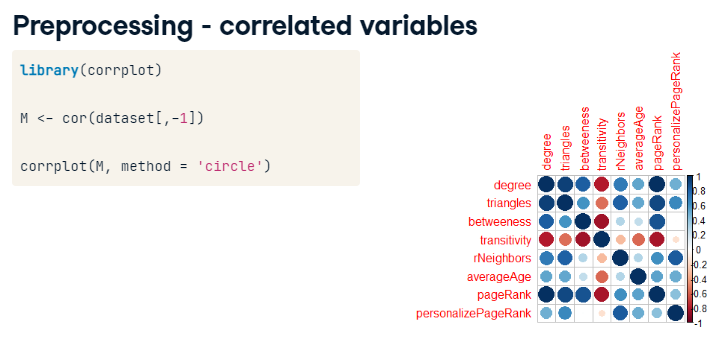 Preprocessing - correlated variables
library(corrplot)
M <- cor(dataset[,-1])
corrplot(M, method = 'circle')
degree
triangles
betweeness
transitivity
rNeighbors
averageAge
pageRank
personalizePageRank
degree
triangles
betweeness
transitivity
rNeighbors
averageAge
pageRank
personalizePageRank
1
0.8
0.6
0.4
0.2
0
-0.2
-0.4
-0.6
-0.8
-1